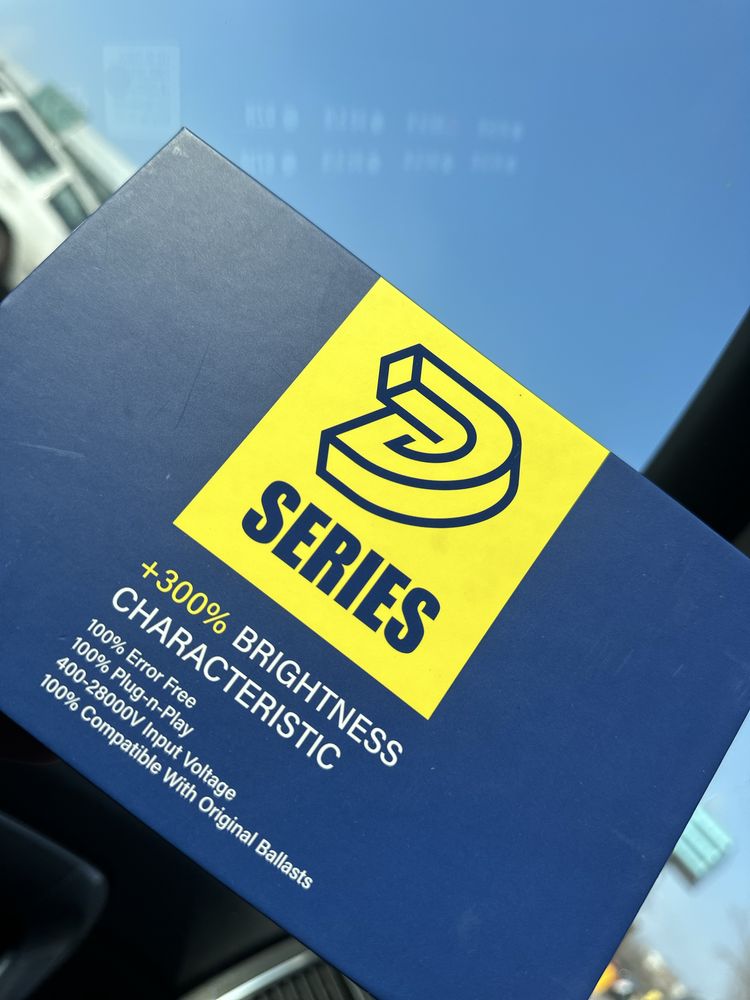 D
SERIES
+300% BRIGHTNESS
CHARACTERISTIC
100% Error Free
100% Plug-n-Play
400-28000V Input Voltage
100% Compatible With Original Ballasts